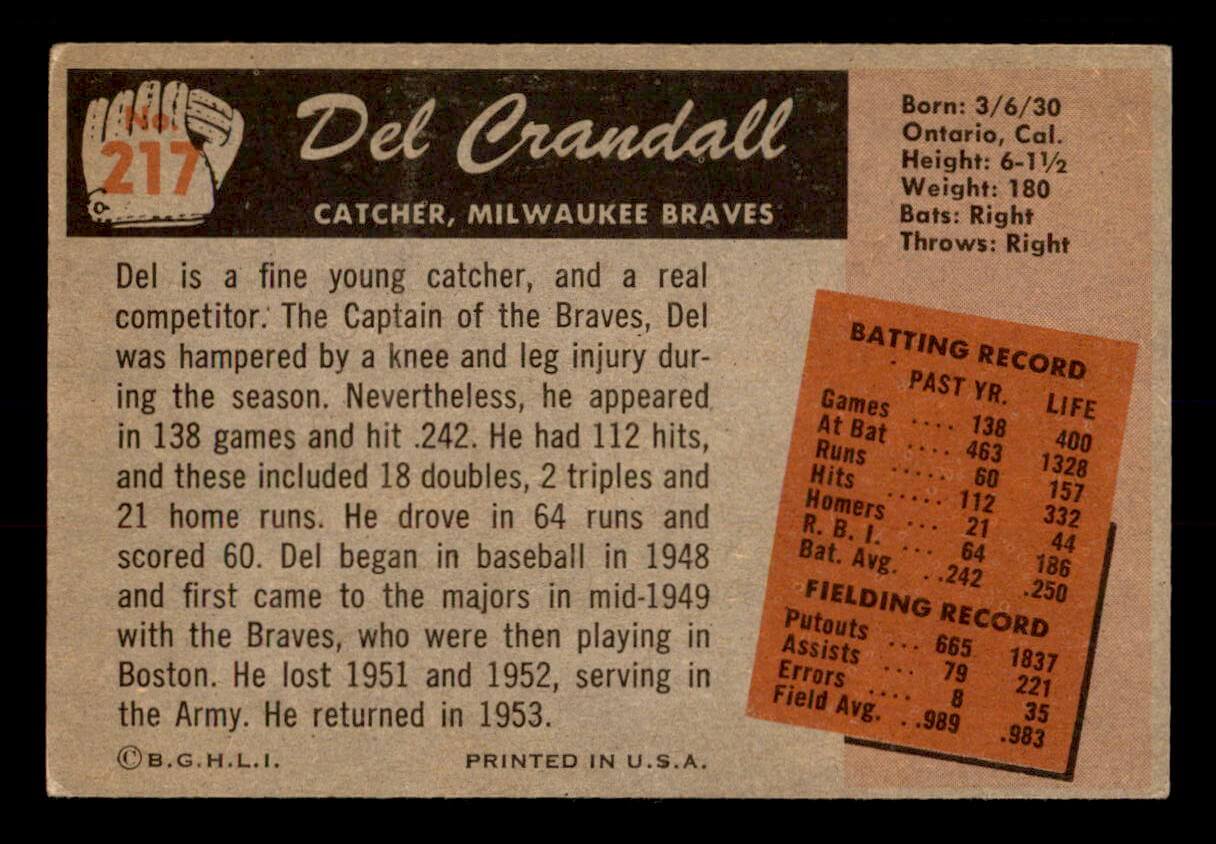 No.
217
Del Crandall
CATCHER, MILWAUKEE BRAVES
Born: 3/6/30
Ontario, Cal.
Height: 6-1½
Weight: 180
Bats: Right
Throws: Right
Del is a fine young catcher, and a real
competitor. The Captain of the Braves, Del
was hampered by a knee and leg injury dur-
ing the season. Nevertheless, he appeared
in 138 games and hit .242. He had 112 hits,
and these included 18 doubles, 2 triples and
21 home runs. He drove in 64 runs and
scored 60. Del began in baseball in 1948
and first came to the majors in mid-1949
with the Braves, who were then playing in
Boston. He lost 1951 and 1952, serving in
the Army. He returned in 1953.
©B.G.H.L.I. PRINTED IN U.S.A.
BATTING RECORD
PAST YR. LIFE
Games .... 138 400
At Bat .... 463 1328
Runs ..... 60 157
Hits ..... 112 332
Homers ... 21 44
R. B. I. ... 64 186
Bat. Avg. ..242 .250
FIELDING RECORD
Putouts ... 665 1837
Assists ... 79 221
Errors .... 8 35
Field Avg. ..989 .983